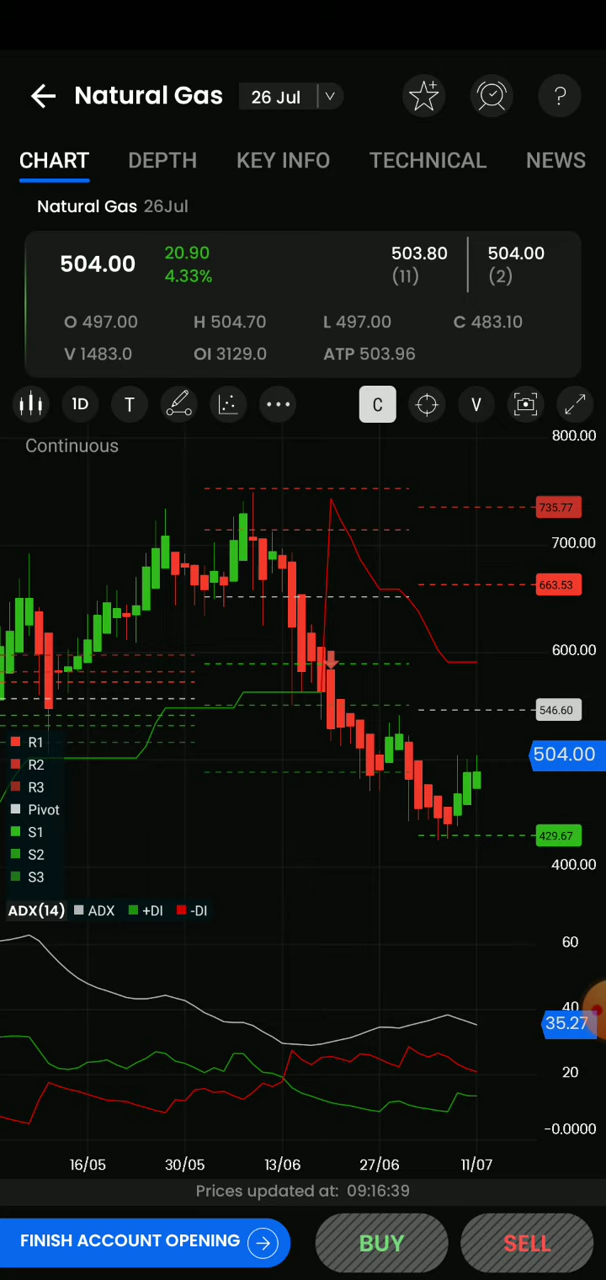 Natural Gas 26 Jul ?
CHART DEPTH KEY INFO TECHNICAL NEWS
Natural Gas 26Jul
504.00 20.90 4.33% 503.80 (11) 504.00 (2)
O 497.00 H 504.70 L 497.00 C 483.10
V 1483.0 OI 3129.0 ATP 503.96
1D T C V
Continuous
800.00
735.77
700.00
663.53
600.00
546.60
504.00
429.67
400.00
R1
R2
R3
Pivot
S1
S2
S3
ADX(14) ADX +DI -DI
60
40
35.27
20
-0.0000
16/05 30/05 13/06 27/06 11/07
Prices updated at: 09:16:39
FINISH ACCOUNT OPENING BUY SELL